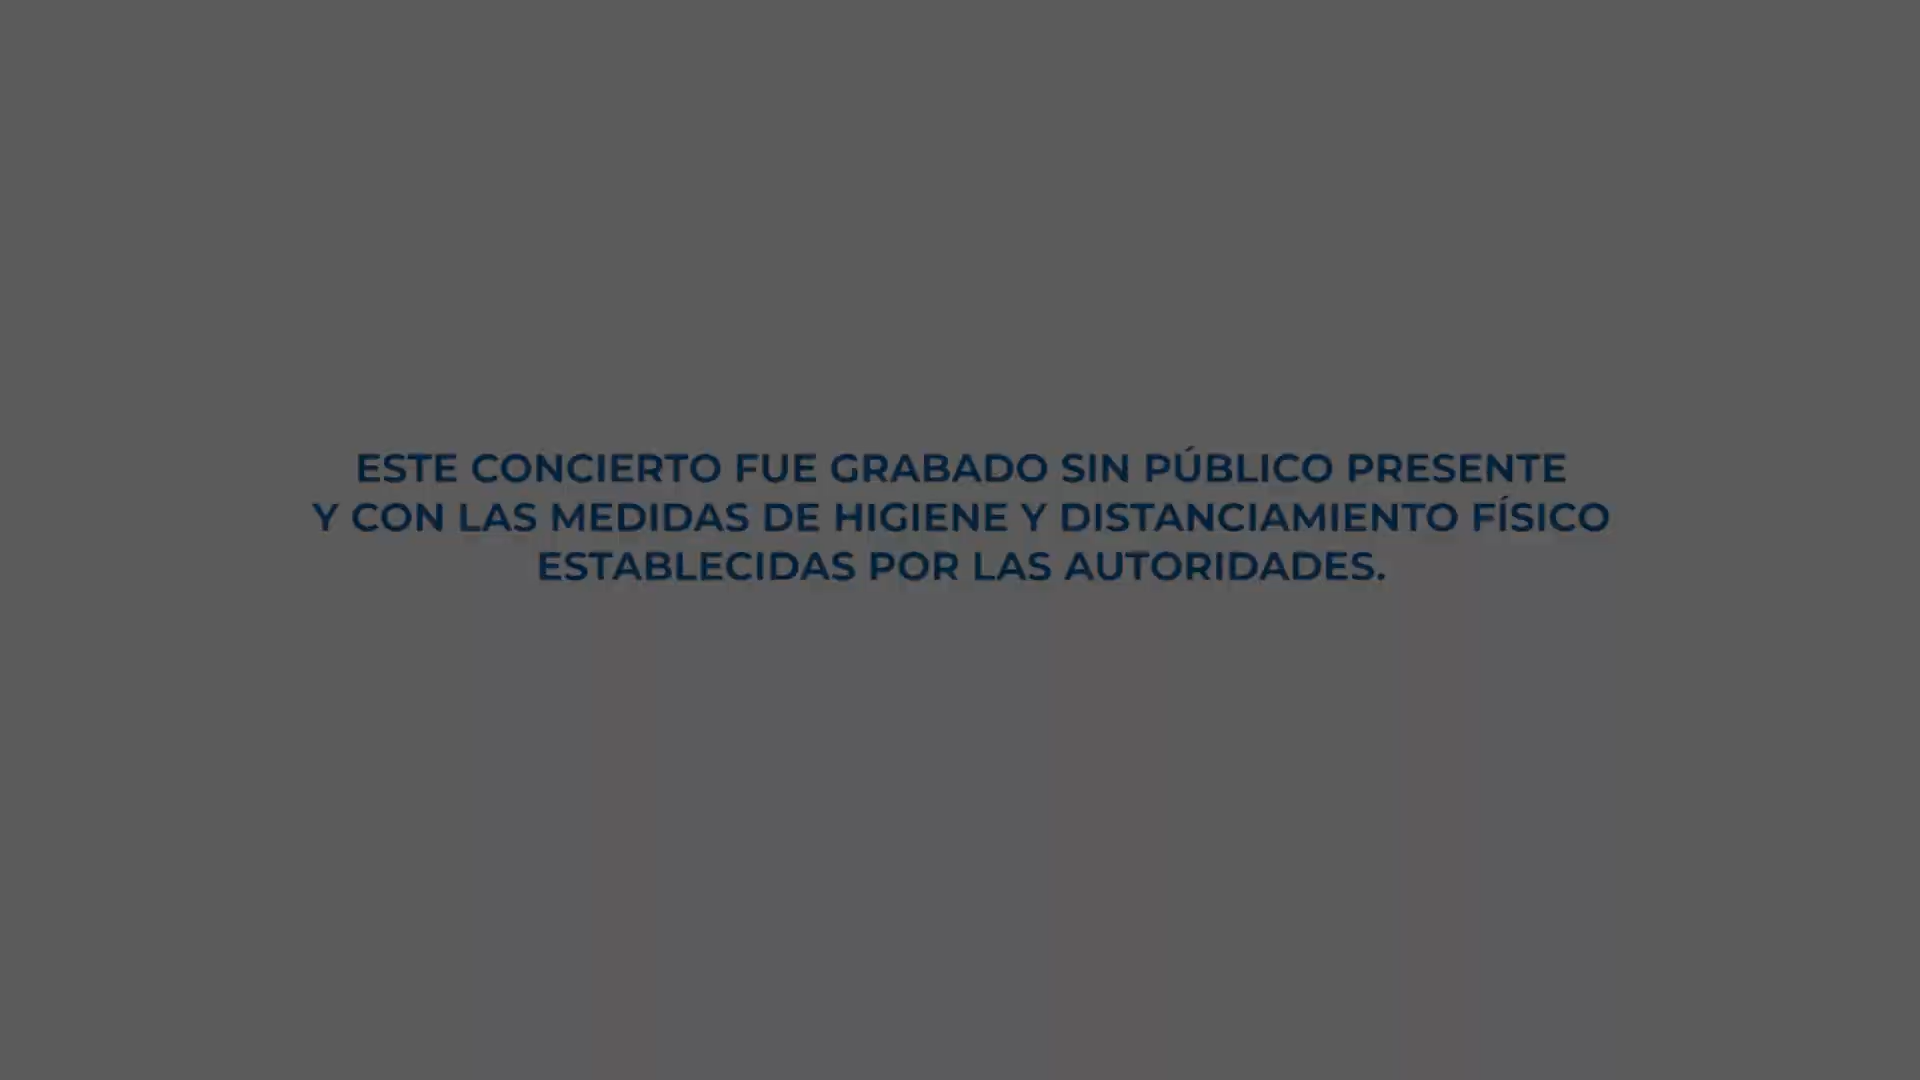 ESTE CONCIERTO FUE GRABADO SIN PÚBLICO PRESENTE
Y CON LAS MEDIDAS DE HIGIENE Y DISTANCIAMIENTO FÍSICO
ESTABLECIDAS POR LAS AUTORIDADES.